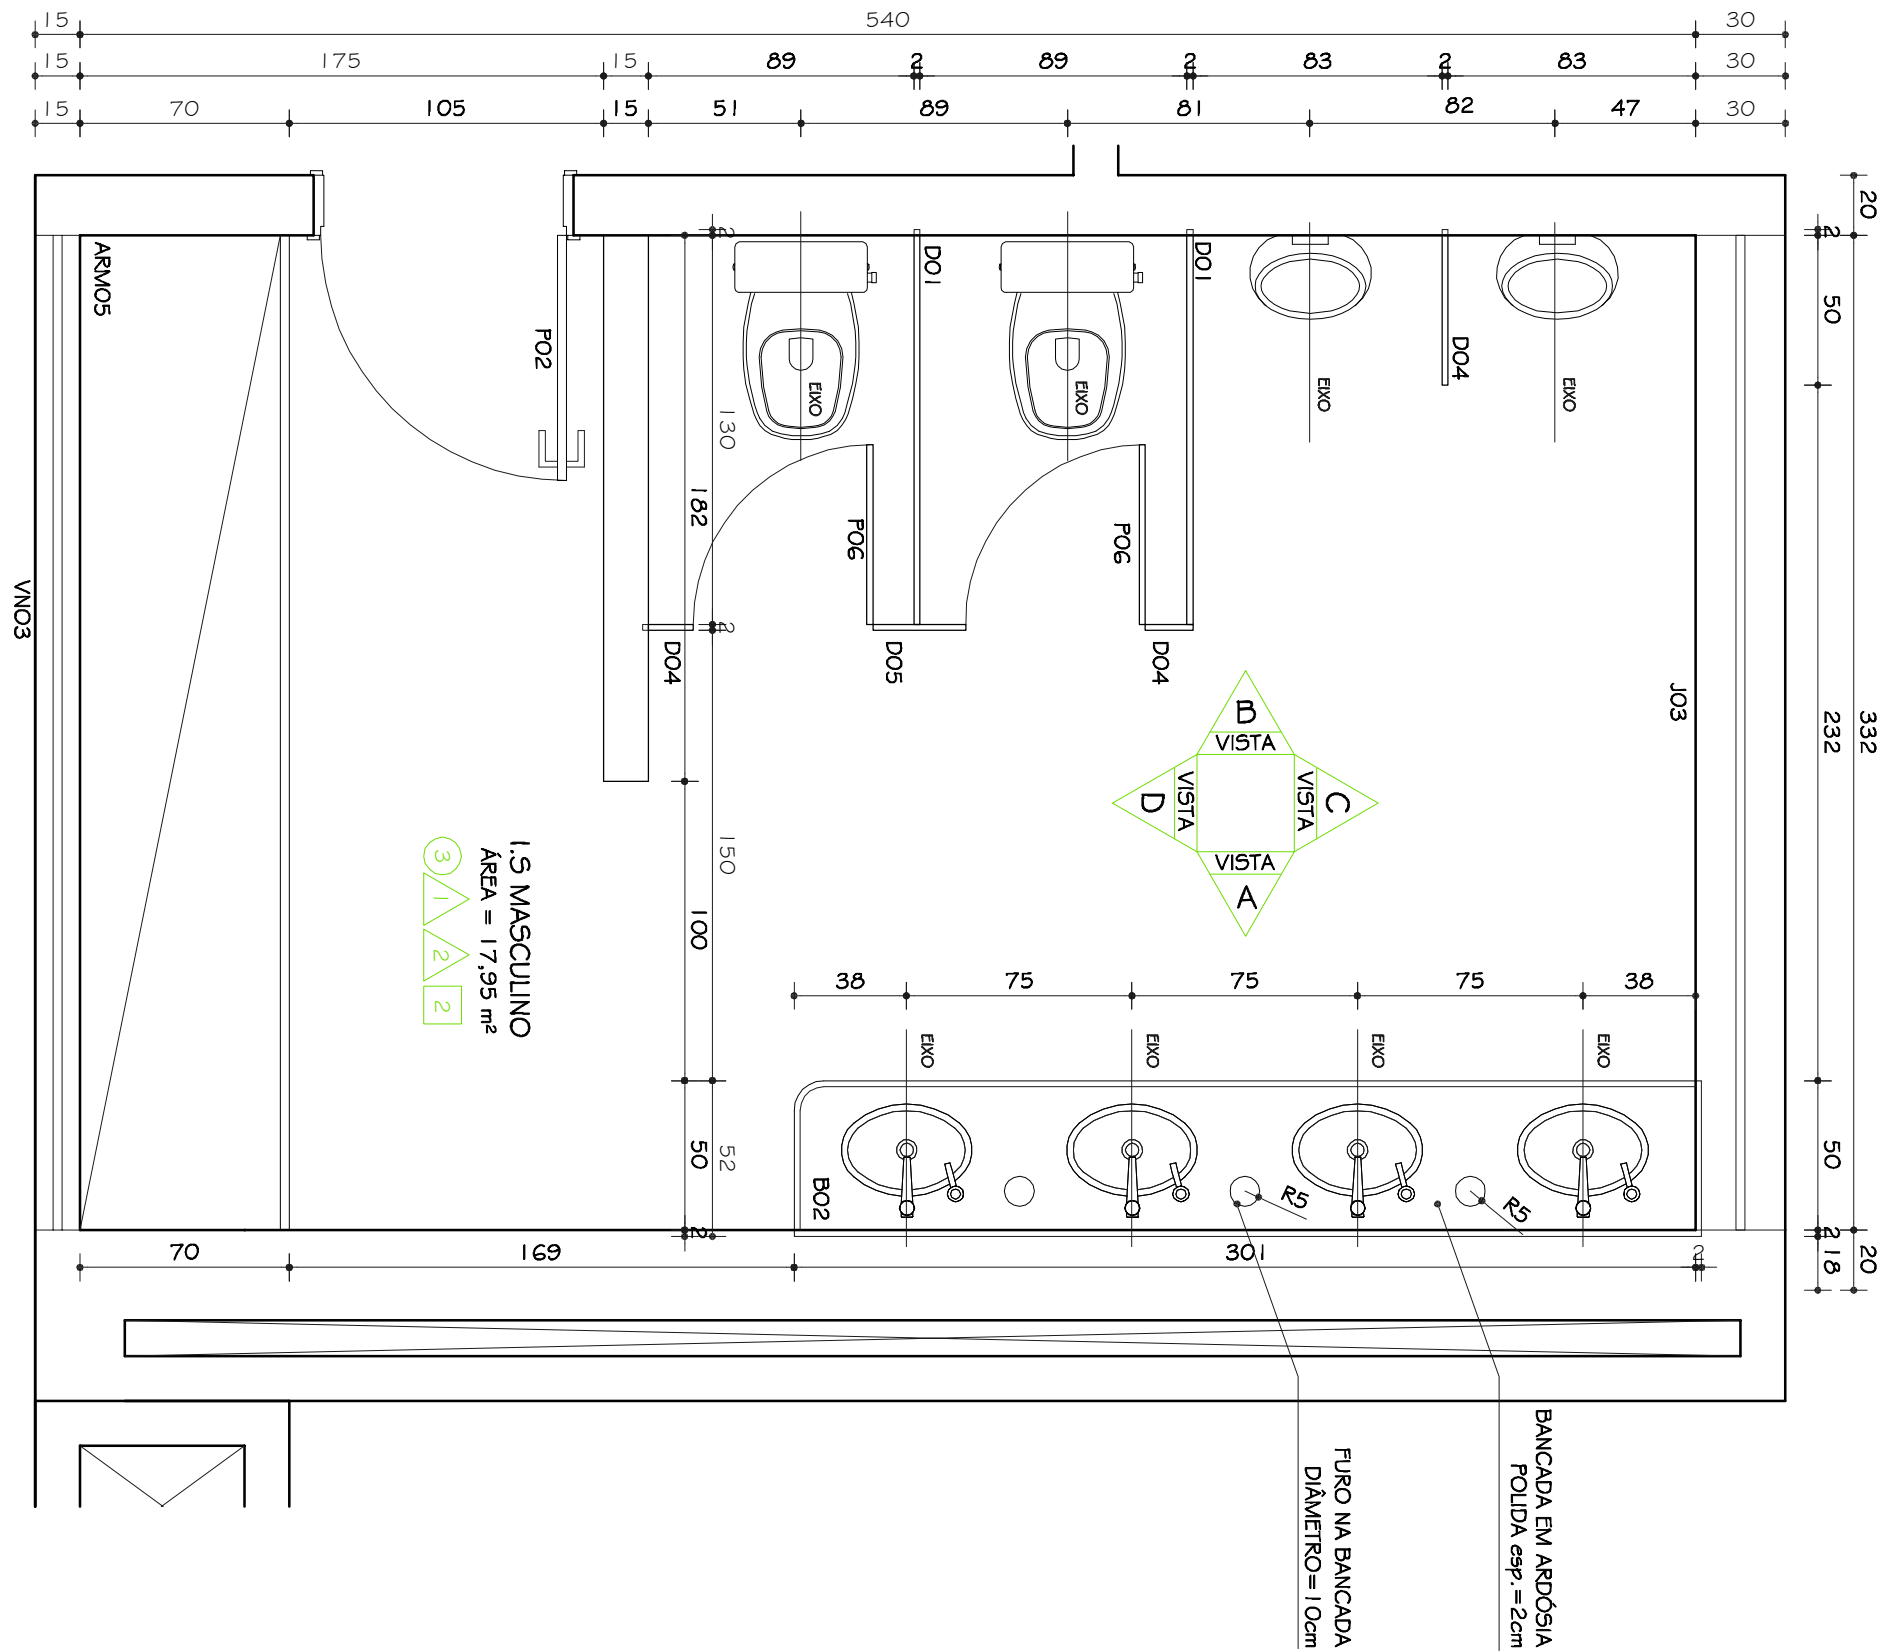 15 540 30
15 175 15 89 2 89 2 83 2 83 30
15 70 105 15 51 89 81 82 47 30
20
2
50
332
232
50
2
18
20
ARM05
P02
VN03
2
130
182
2
150
100
52
50
2
D01
D01
D04
EIXO
EIXO
EIXO
EIXO
P06
P06
D04
D05
D04
J03
B
VISTA
D
VISTA
VISTA
C
VISTA
A
I.S MASCULINO
ÁREA = 17,95 m²
3
1
2
2
38 75 75 75 38
EIXO
EIXO
EIXO
EIXO
B02
R5
R5
70 169 301 2
FURO NA BANCADA
DIÂMETRO=10cm
BANCADA EM ARDÓSIA
POLIDA esp.=2cm